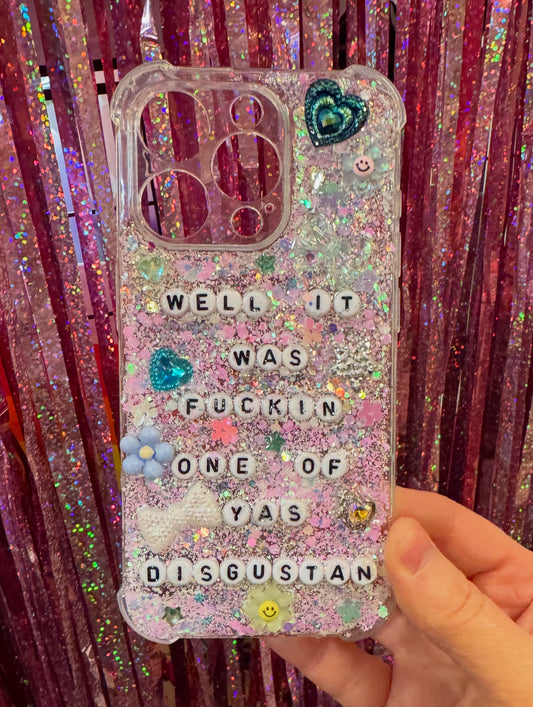 WELL IT
WAS
FUCKIN
ONE OF
YAS
DISGUSTAN